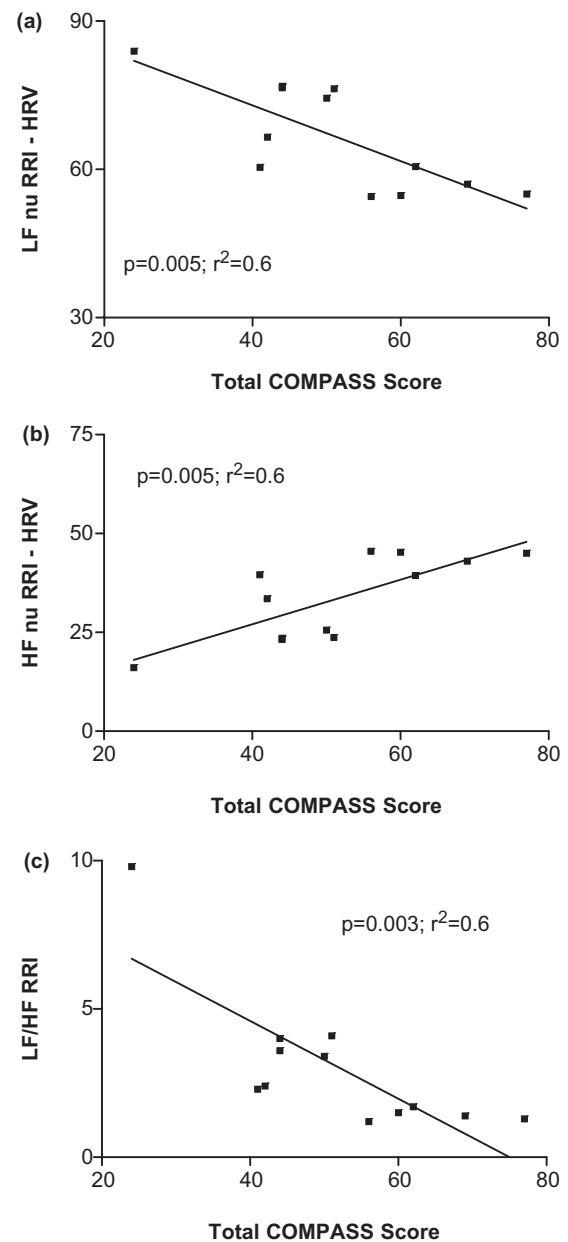 (a)
90
60
30
LF nu RRI - HRV
p=0.005; r²=0.6
20 40 60 80
Total COMPASS Score
(b)
75
50
25
0
HF nu RRI - HRV
p=0.005; r²=0.6
20 40 60 80
Total COMPASS Score
(c)
10
5
0
LF/HF RRI
p=0.003; r²=0.6
20 40 60 80
Total COMPASS Score